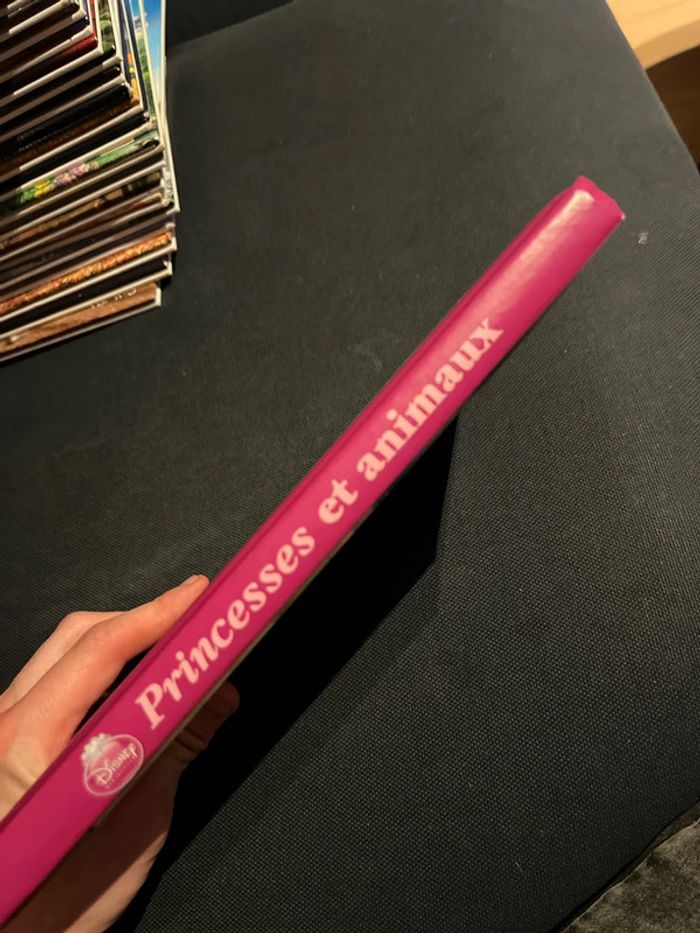 Princesses et animaux
Disney